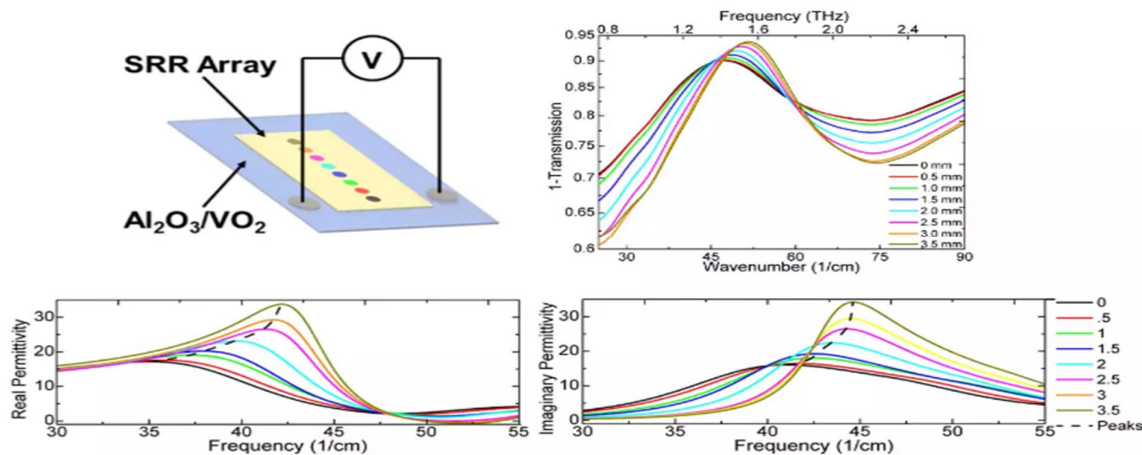 SRR Array
V
Al₂O₃/VO₂
Frequency (THz)
0.8 1.2 1.6 2.0 2.4
1-Transmission
0.95
0.9
0.85
0.8
0.75
0.7
0.65
0.6
0 mm
0.5 mm
1.0 mm
1.5 mm
2.0 mm
2.5 mm
3.0 mm
3.5 mm
30 45 60 75 90
Wavenumber (1/cm)
Real Permittivity
30
20
10
0
30 35 40 45 50 55
Frequency (1/cm)
Imaginary Permittivity
30
20
10
0
30 35 40 45 50 55
Frequency (1/cm)
0
.5
1
1.5
2
2.5
3
3.5
Peaks